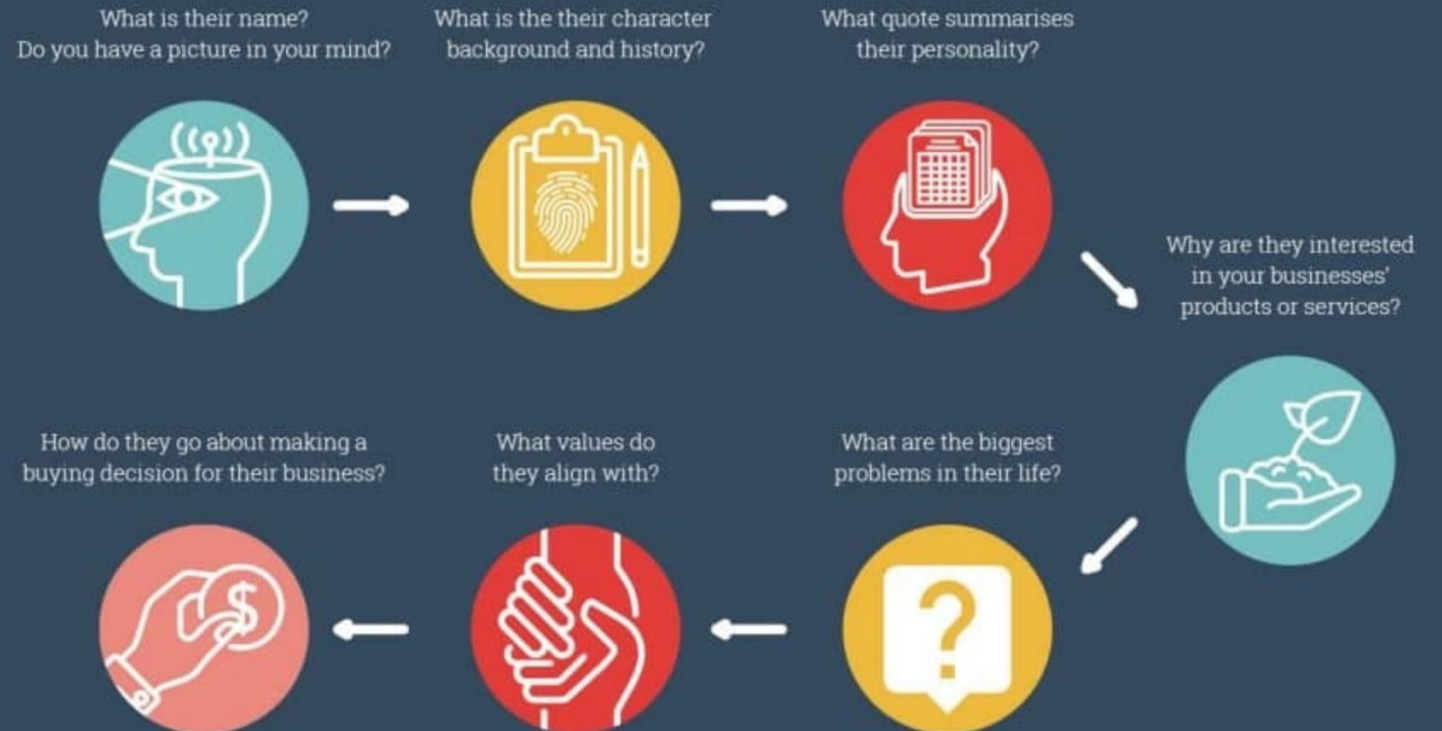 What is their name?
Do you have a picture in your mind?
What is the their character
background and history?
What quote summarises
their personality?
Why are they interested
in your businesses'
products or services?
What are the biggest
problems in their life?
What values do
they align with?
How do they go about making a
buying decision for their business?